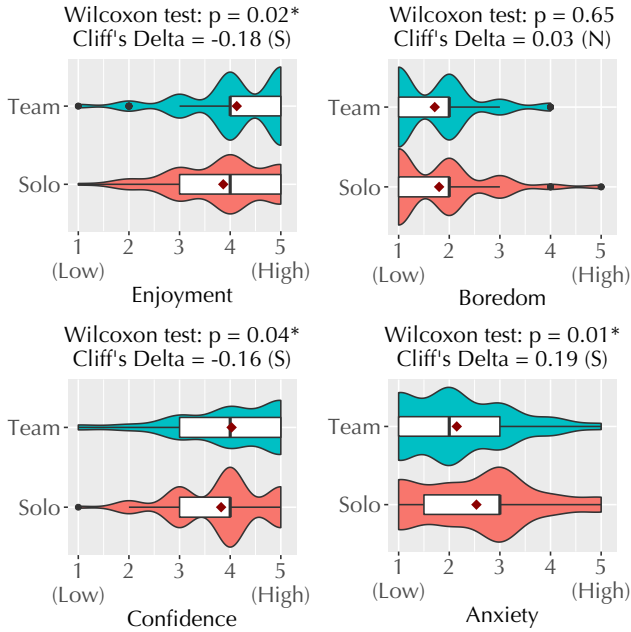 Wilcoxon test: p = 0.02*
Cliff's Delta = -0.18 (S)
Team
Solo
1 2 3 4 5
(Low) (High)
Enjoyment
Wilcoxon test: p = 0.65
Cliff's Delta = 0.03 (N)
Team
Solo
1 2 3 4 5
(Low) (High)
Boredom
Wilcoxon test: p = 0.04*
Cliff's Delta = -0.16 (S)
Team
Solo
1 2 3 4 5
(Low) (High)
Confidence
Wilcoxon test: p = 0.01*
Cliff's Delta = 0.19 (S)
Team
Solo
1 2 3 4 5
(Low) (High)
Anxiety